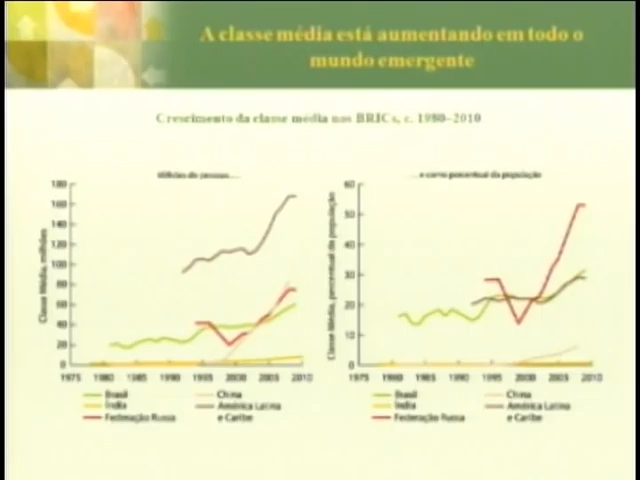 A classe média está aumentando em todo o
mundo emergente
Crescimento da classe média nos BRICs, c. 1980–2010
Milhões de pessoas...
...e como porcentual da população
Classe Média, milhões
180
160
140
120
100
80
60
40
20
0
1975 1980 1985 1990 1995 2000 2005 2010
Brasil
Índia
Federação Russa
China
América Latina
e Caribe
Classe Média, porcentual da população
60
50
40
30
20
10
0
1975 1980 1985 1990 1995 2000 2005 2010
Brasil
Índia
Federação Russa
China
América Latina
e Caribe